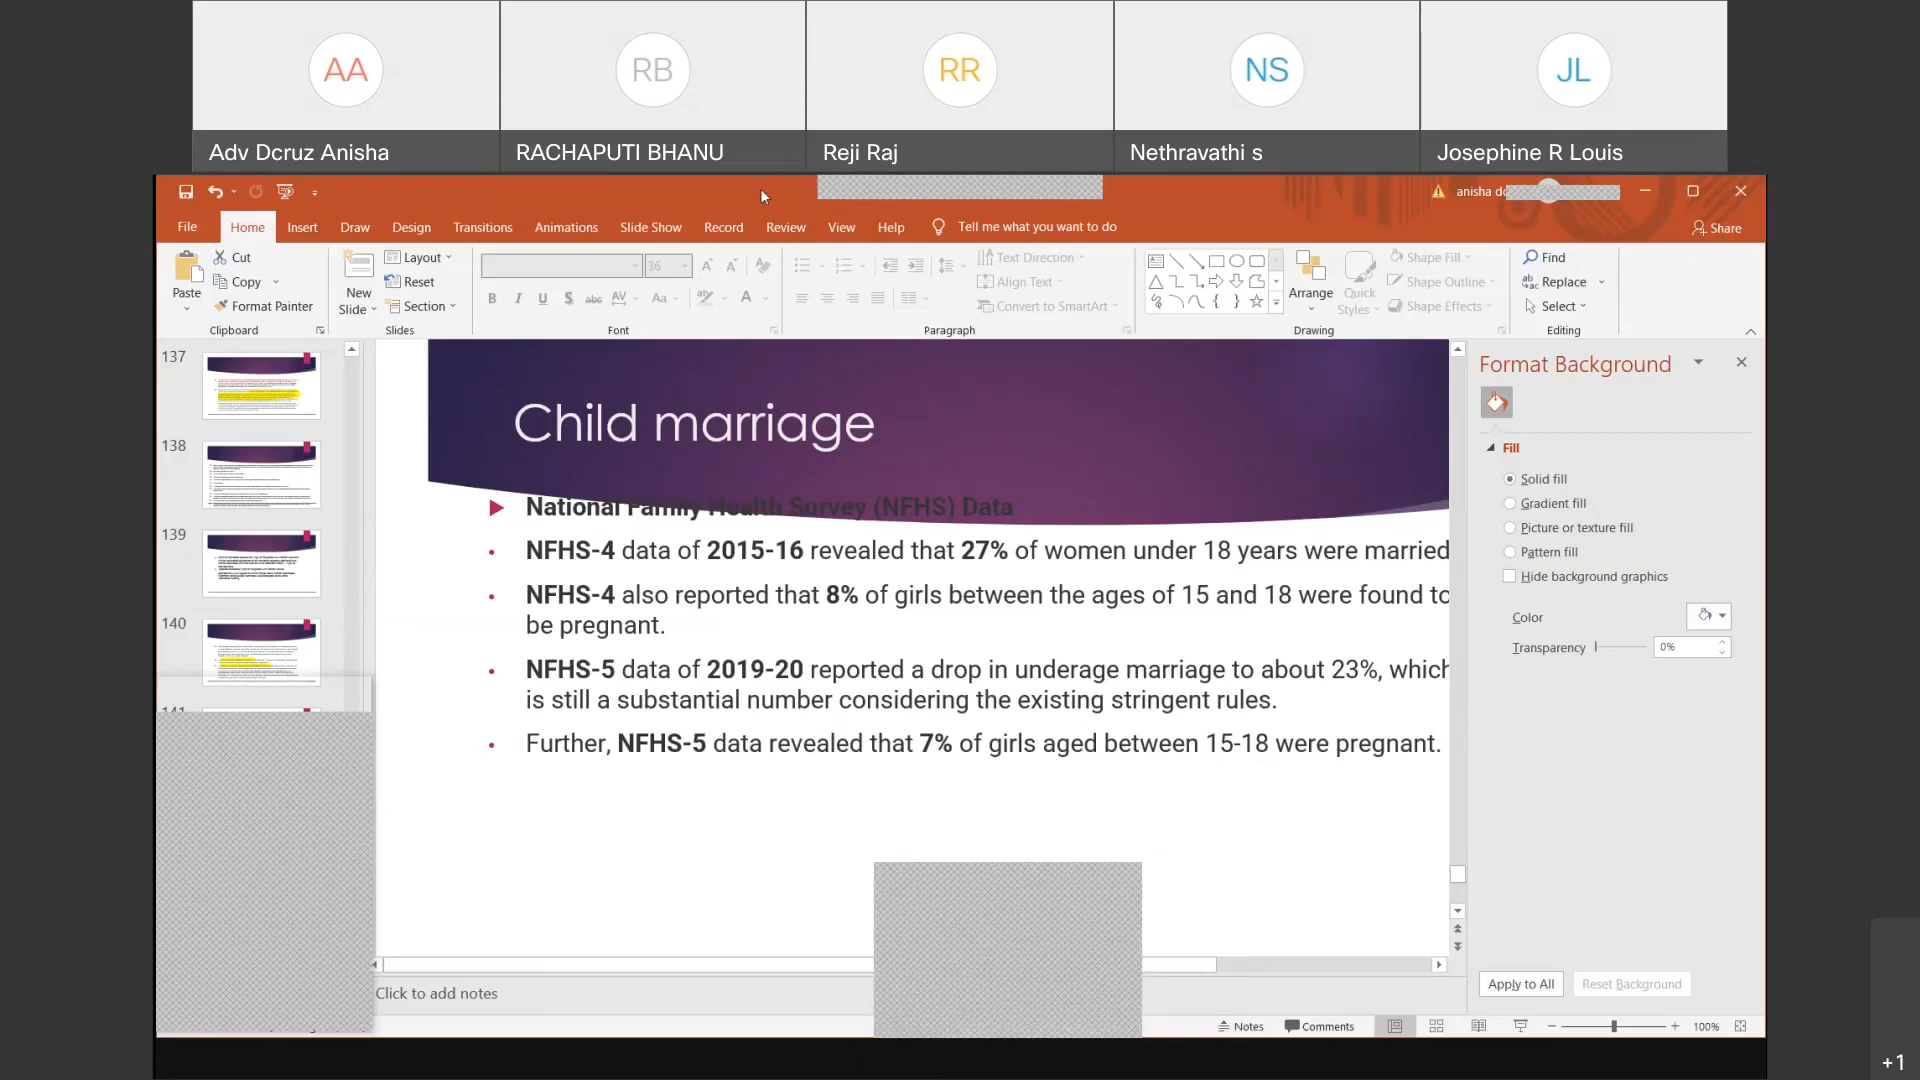 AA
RB
RR
NS
JL
Adv Dcruz Anisha
RACHAPUTI BHANU
Reji Raj
Nethravathi s
Josephine R Louis
anisha
File Home Insert Draw Design Transitions Animations Slide Show Record Review View Help Tell me what you want to do Share
Paste
Cut
Copy
Format Painter
Clipboard
New
Slide
Layout
Reset
Section
Slides
36
B I U S abc AV Aa A
Font
Text Direction
Align Text
Convert to SmartArt
Paragraph
Arrange
Quick
Styles
Shape Fill
Shape Outline
Shape Effects
Drawing
Find
Replace
Select
Editing
137
138
139
140
Child marriage
National Family Health Survey (NFHS) Data
NFHS-4 data of 2015-16 revealed that 27% of women under 18 years were married
NFHS-4 also reported that 8% of girls between the ages of 15 and 18 were found to
be pregnant.
NFHS-5 data of 2019-20 reported a drop in underage marriage to about 23%, which
is still a substantial number considering the existing stringent rules.
Further, NFHS-5 data revealed that 7% of girls aged between 15-18 were pregnant.
Format Background
Fill
Solid fill
Gradient fill
Picture or texture fill
Pattern fill
Hide background graphics
Color
Transparency 0%
Apply to All Reset Background
Click to add notes
Notes Comments 100%
+1